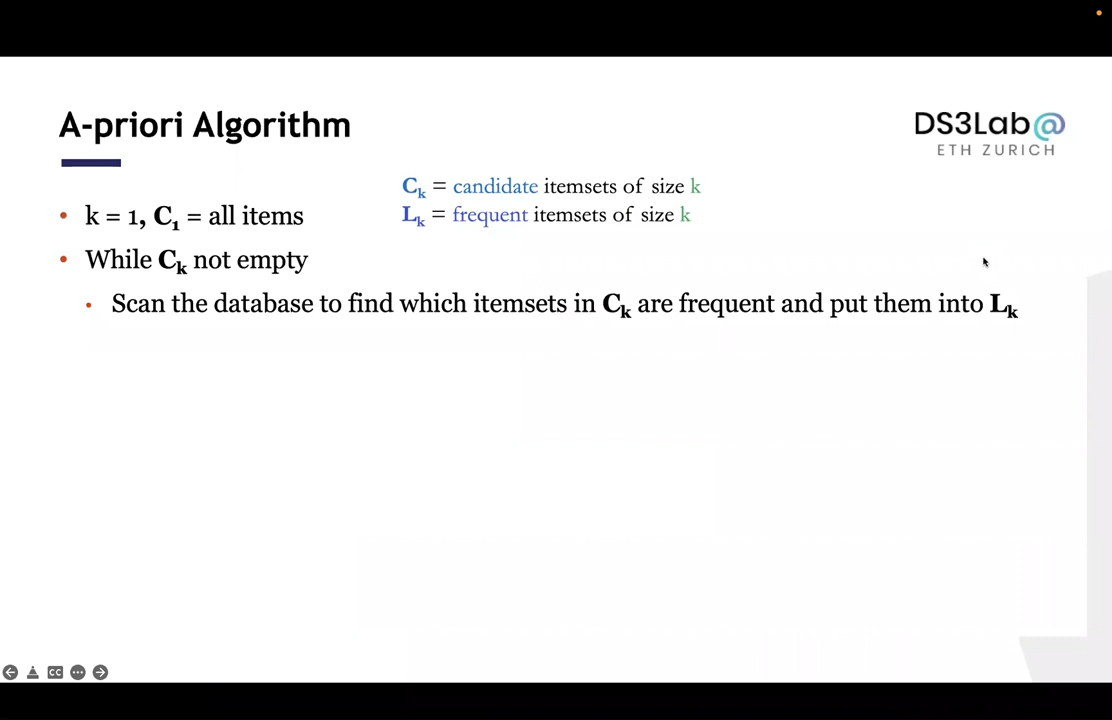 A-priori Algorithm
DS3Lab@
ETH ZURICH
Cₖ = candidate itemsets of size k
Lₖ = frequent itemsets of size k
• k = 1, C₁ = all items
• While Cₖ not empty
• Scan the database to find which itemsets in Cₖ are frequent and put them into Lₖ
CC